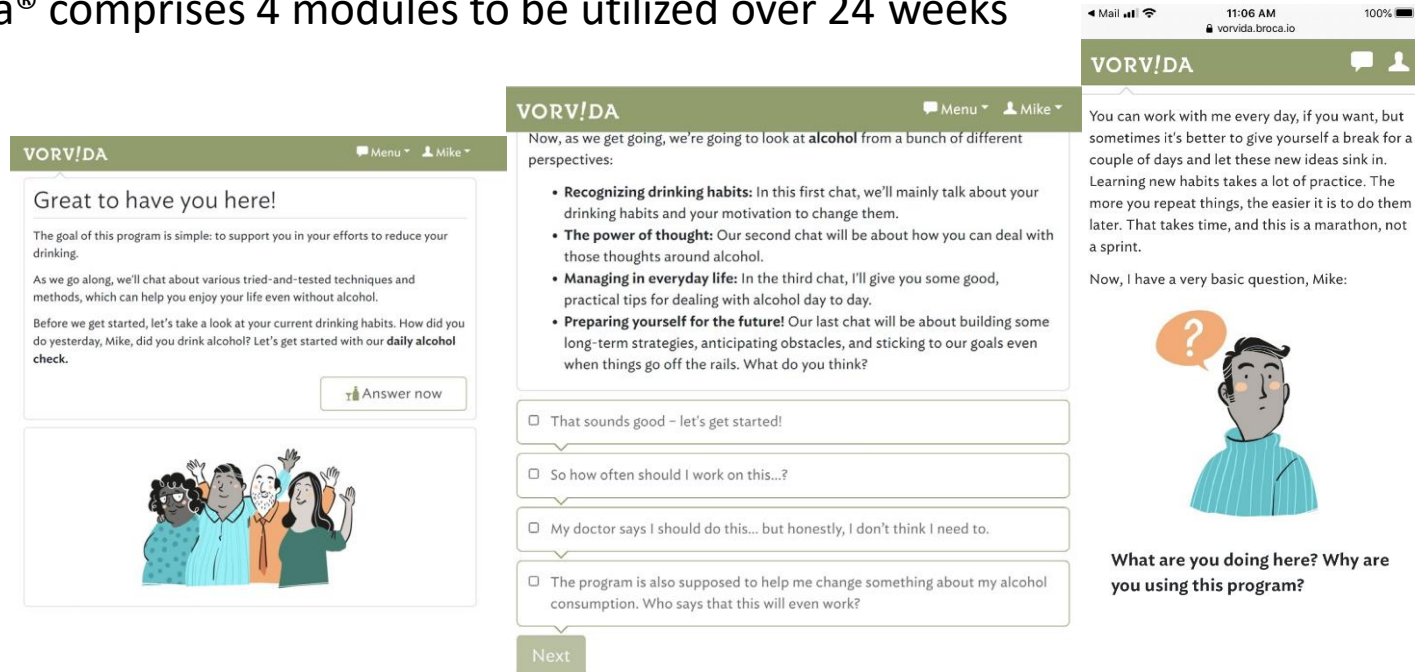 a® comprises 4 modules to be utilized over 24 weeks
VORV!DA
Menu
Mike
Great to have you here!
The goal of this program is simple: to support you in your efforts to reduce your
drinking.
As we go along, we'll chat about various tried-and-tested techniques and
methods, which can help you enjoy your life even without alcohol.
Before we get started, let's take a look at your current drinking habits. How did you
do yesterday, Mike, did you drink alcohol? Let's get started with our daily alcohol
check.
Answer now
VORV!DA
Menu
Mike
Now, as we get going, we're going to look at alcohol from a bunch of different
perspectives:
• Recognizing drinking habits: In this first chat, we'll mainly talk about your
drinking habits and your motivation to change them.
• The power of thought: Our second chat will be about how you can deal with
those thoughts around alcohol.
• Managing in everyday life: In the third chat, I'll give you some good,
practical tips for dealing with alcohol day to day.
• Preparing yourself for the future! Our last chat will be about building some
long-term strategies, anticipating obstacles, and sticking to our goals even
when things go off the rails. What do you think?
That sounds good – let's get started!
So how often should I work on this...?
My doctor says I should do this... but honestly, I don't think I need to.
The program is also supposed to help me change something about my alcohol
consumption. Who says that this will even work?
Next
Mail
11:06 AM
100%
vorvida.broca.io
VORV!DA
You can work with me every day, if you want, but
sometimes it's better to give yourself a break for a
couple of days and let these new ideas sink in.
Learning new habits takes a lot of practice. The
more you repeat things, the easier it is to do them
later. That takes time, and this is a marathon, not
a sprint.
Now, I have a very basic question, Mike:
?
What are you doing here? Why are
you using this program?